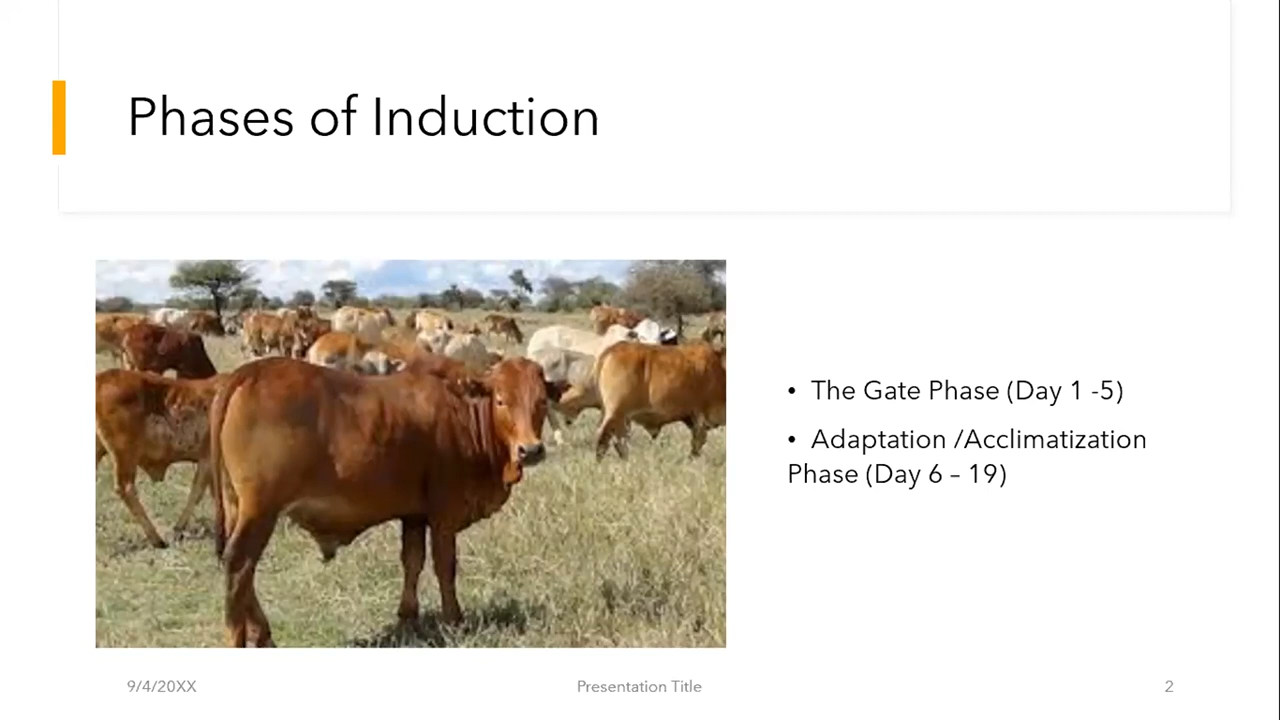 Phases of Induction
• The Gate Phase (Day 1 -5)
• Adaptation /Acclimatization
Phase (Day 6 – 19)
9/4/20XX
Presentation Title
2